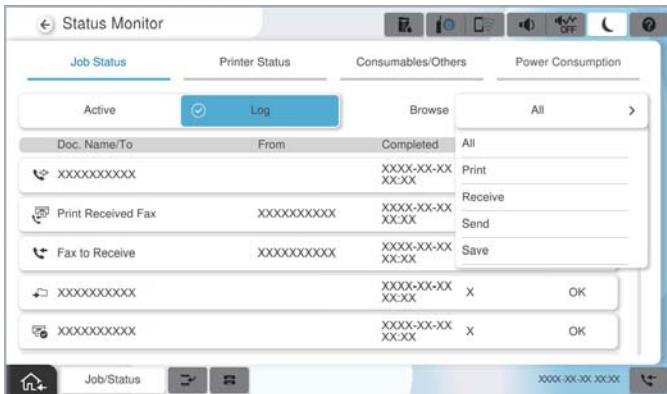 Status Monitor
OFF
Job Status
Printer Status
Consumables/Others
Power Consumption
Active
Log
Browse
All
Doc. Name/To
From
Completed
All
Print
Receive
Send
Save
XXXXXXXXXX
XXXX-XX-XX
XX:XX
Print Received Fax
XXXXXXXXXX
XXXX-XX-XX
XX:XX
Fax to Receive
XXXXXXXXXX
XXXX-XX-XX
XX:XX
XXXXXXXXXX
XXXX-XX-XX
XX:XX
X
OK
XXXXXXXXXX
XXXX-XX-XX
XX:XX
X
OK
Job/Status
XXXX-XX-XX XX:XX